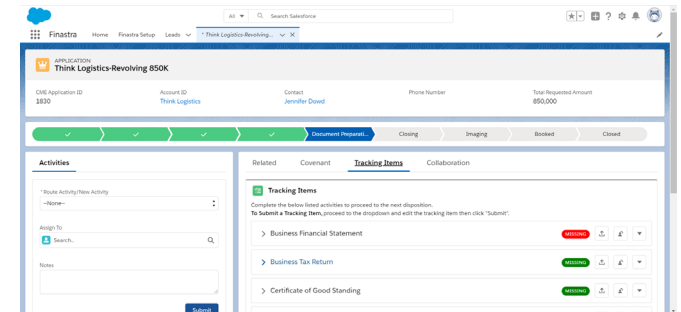 All
Search Salesforce
Finastra
Home
Finastra Setup
Leads
* Think Logistics-Revolving...
APPLICATION
Think Logistics-Revolving 850K
CME Application ID
Account ID
Contact
Phone Number
Total Requested Amount
1830
Think Logistics
Jennifer Dowd
850,000
Document Preparati...
Closing
Imaging
Booked
Closed
Activities
Related
Covenant
Tracking Items
Collaboration
*Route Activity/New Activity
--None--
Assign To
Search..
Notes
Submit
Tracking Items
Complete the below listed activities to proceed to the next disposition.
To Submit a Tracking Item, proceed to the dropdown and edit the tracking item then click "Submit".
Business Financial Statement
MISSING
Business Tax Return
MISSING
Certificate of Good Standing
MISSING